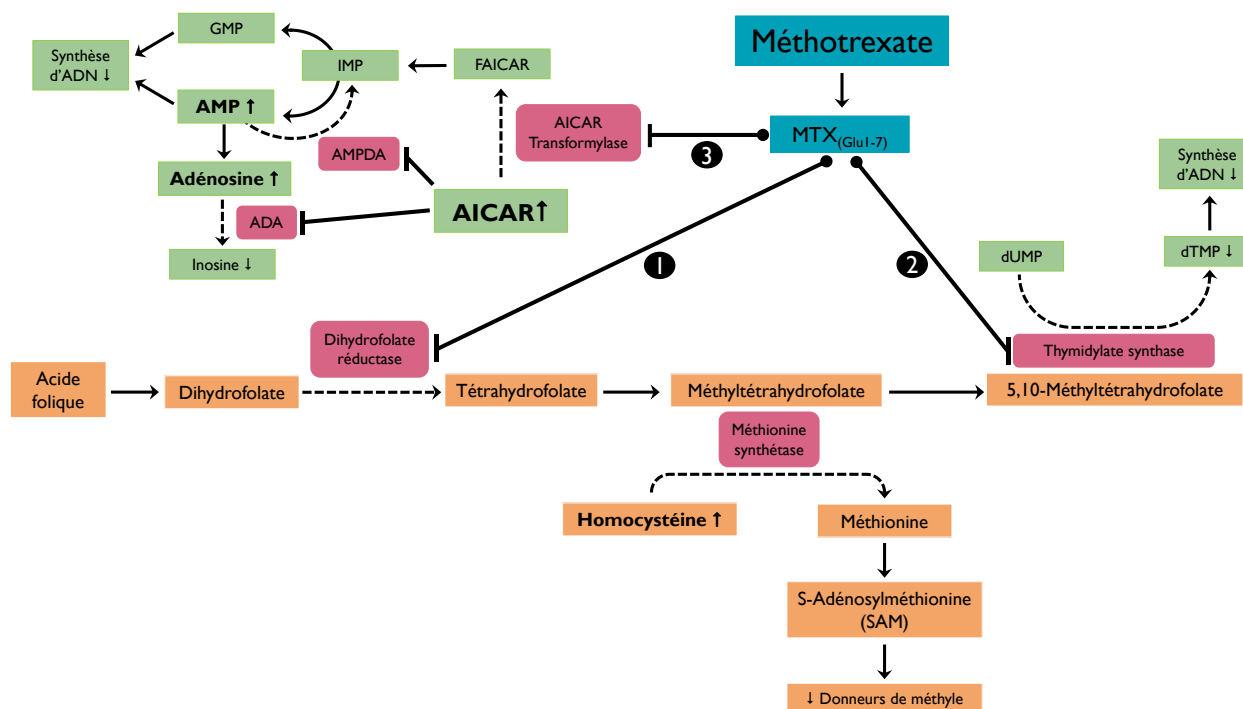 Méthotrexate
GMP
Synthèse
d'ADN ↓
IMP
FAICAR
AMP ↑
AICAR
Transformylase
MTX(Glu1-7)
3
AMPDA
Synthèse
d'ADN ↓
Adénosine ↑
AICAR↑
ADA
Inosine ↓
1
2
dUMP
dTMP ↓
Dihydrofolate
réductase
Thymidylate synthase
Acide
folique
Dihydrofolate
Tétrahydrofolate
Méthyltétrahydrofolate
5,10-Méthyltétrahydrofolate
Méthionine
synthétase
Homocystéine ↑
Méthionine
S-Adénosylméthionine
(SAM)
↓ Donneurs de méthyle